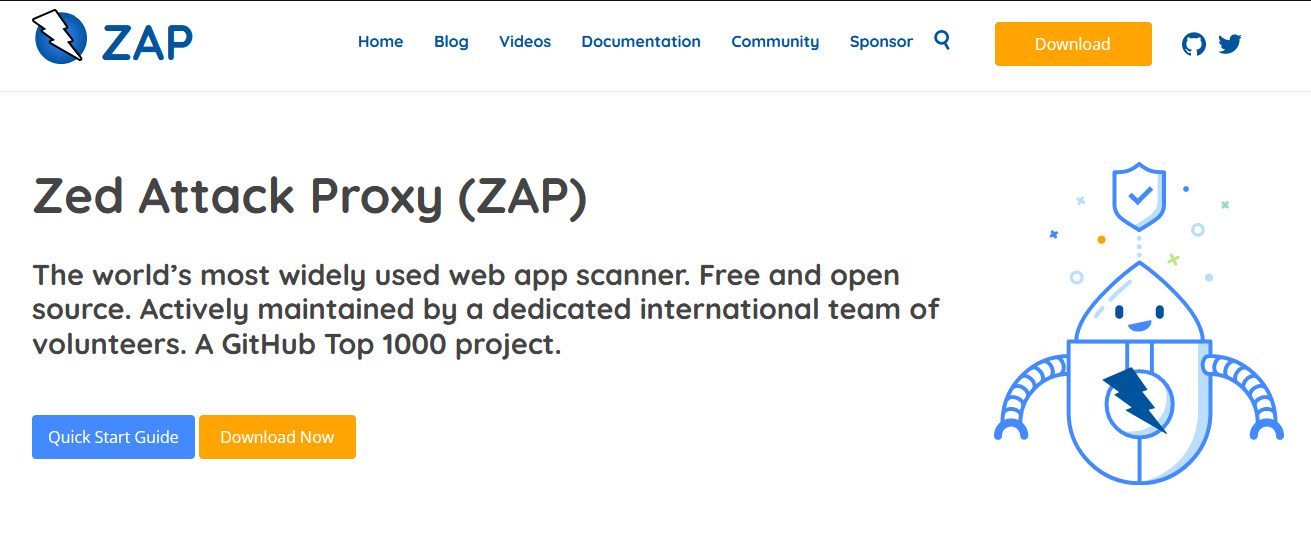 ZAP
Home Blog Videos Documentation Community Sponsor Download
Zed Attack Proxy (ZAP)
The world’s most widely used web app scanner. Free and open
source. Actively maintained by a dedicated international team of
volunteers. A GitHub Top 1000 project.
Quick Start Guide Download Now